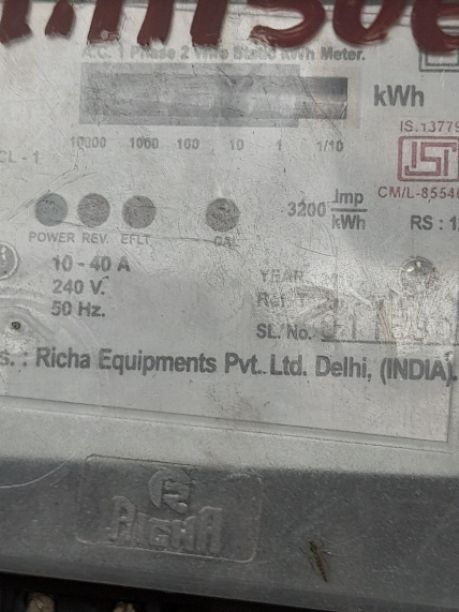 A.C. 1 Phase 2 Wire Static kWh Meter.
kWh
10000 1000 100 10 1 1/10
IS.13779
CL - 1
CM/L-8554
3200 Imp/kWh
POWER REV. EFLT CAL
RS : 1
10 - 40 A
240 V.
50 Hz.
YEAR
SL. No.
s. : Richa Equipments Pvt. Ltd. Delhi, (INDIA).
RICHA